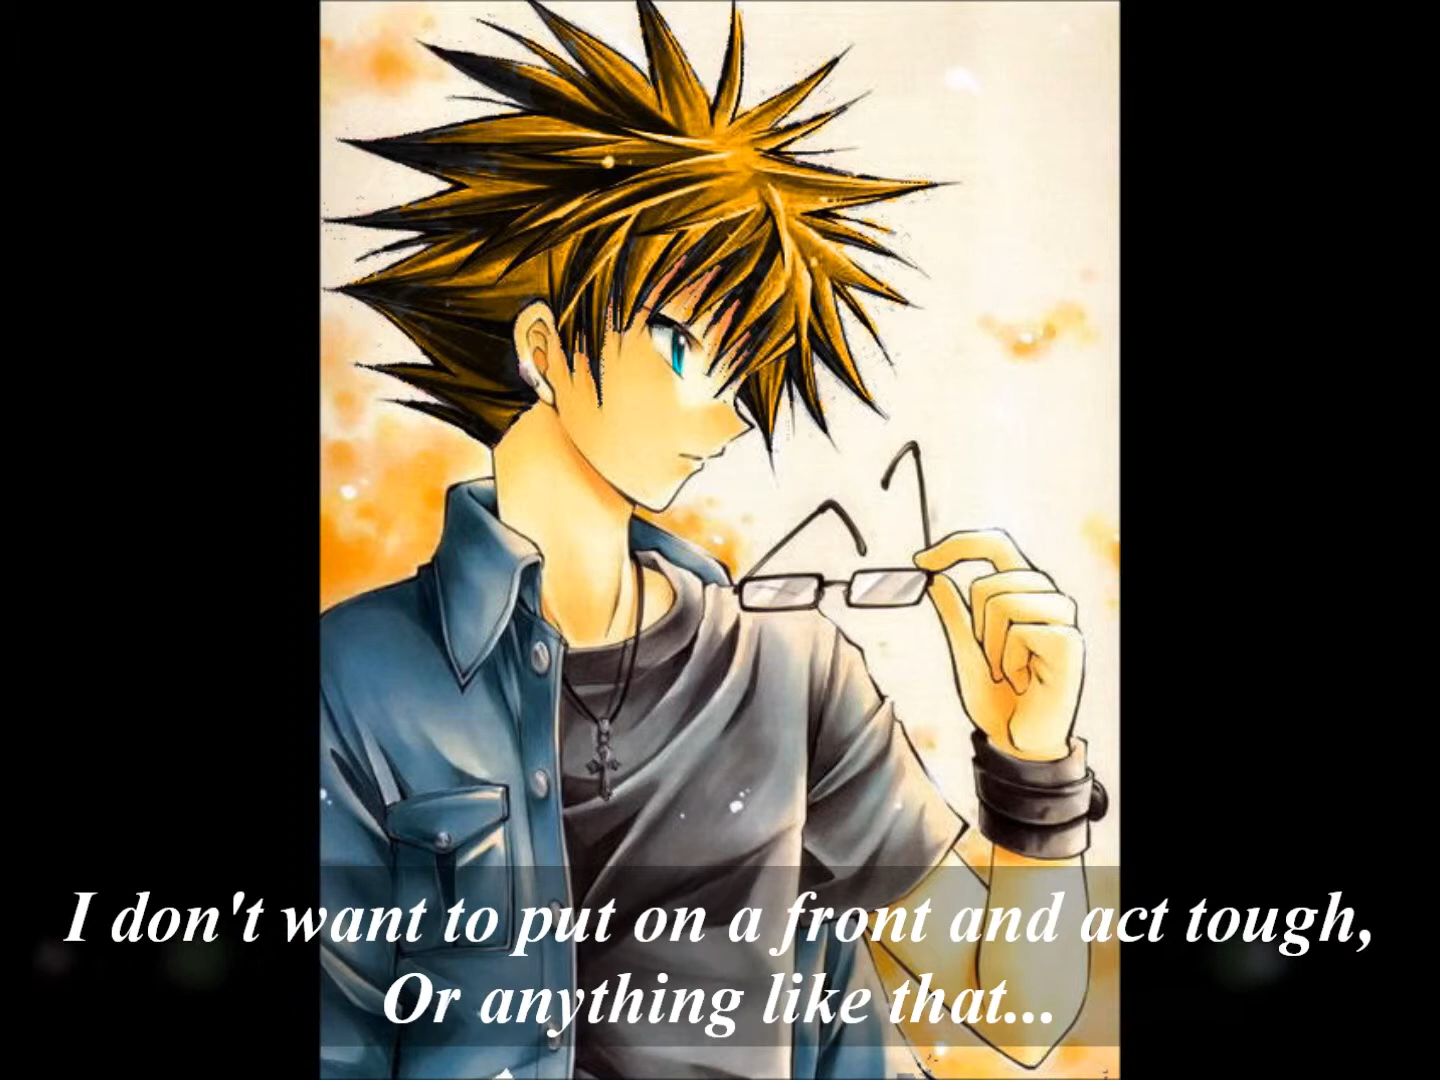 I don't want to put on a front and act tough,
Or anything like that...